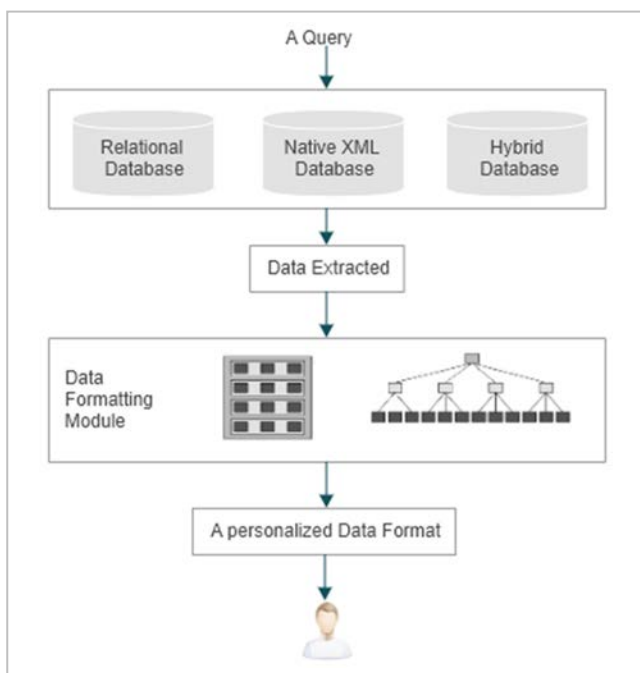 A Query
Relational
Database
Native XML
Database
Hybrid
Database
Data Extracted
Data
Formatting
Module
A personalized Data Format